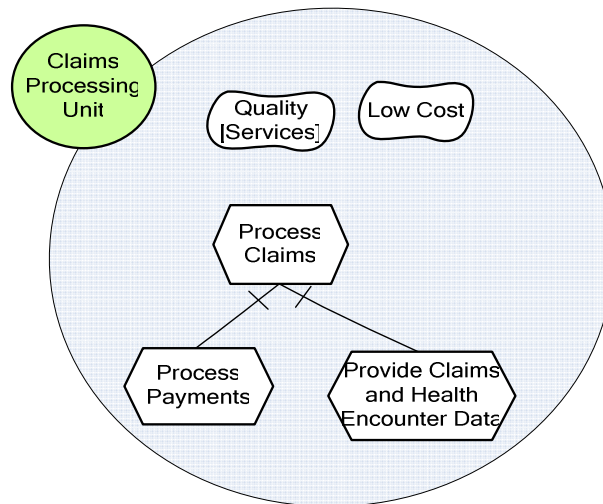 Claims
Processing
Unit
Quality
[Services]
Low Cost
Process
Claims
Process
Payments
Provide Claims
and Health
Encounter Data